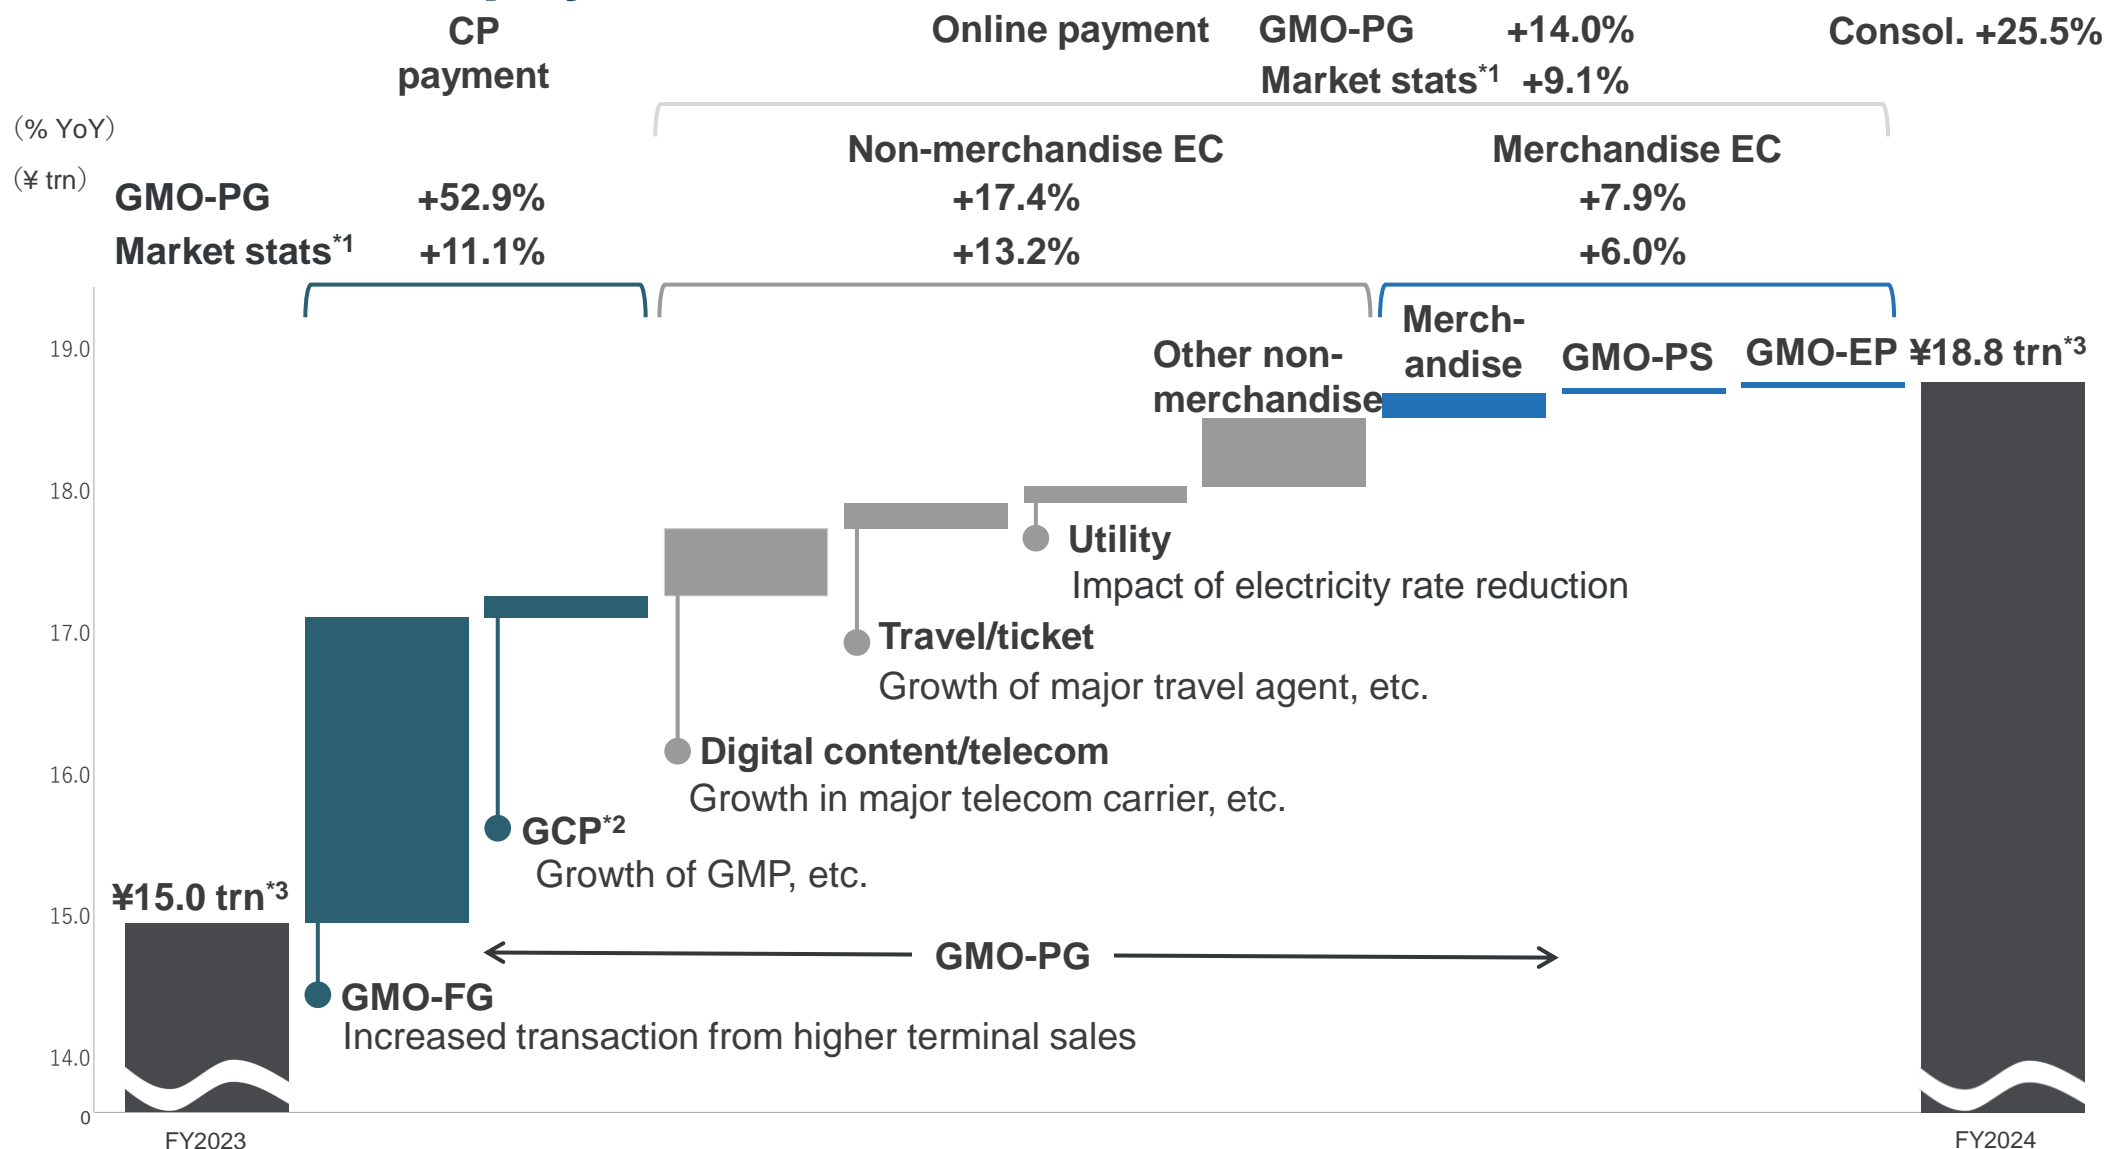 CP
payment
Online payment GMO-PG +14.0%
Market stats*1 +9.1%
Consol. +25.5%
(% YoY)
(¥ trn)
Non-merchandise EC
Merchandise EC
GMO-PG +52.9% +17.4% +7.9%
Market stats*1 +11.1% +13.2% +6.0%
19.0
18.0
17.0
16.0
15.0
14.0
0
¥15.0 trn*3
GMO-FG
Increased transaction from higher terminal sales
GCP*2
Growth of GMP, etc.
Digital content/telecom
Growth in major telecom carrier, etc.
Travel/ticket
Growth of major travel agent, etc.
Utility
Impact of electricity rate reduction
Other non-
merchandise
Merch-
andise
GMO-PS
GMO-EP
¥18.8 trn*3
GMO-PG
FY2023
FY2024